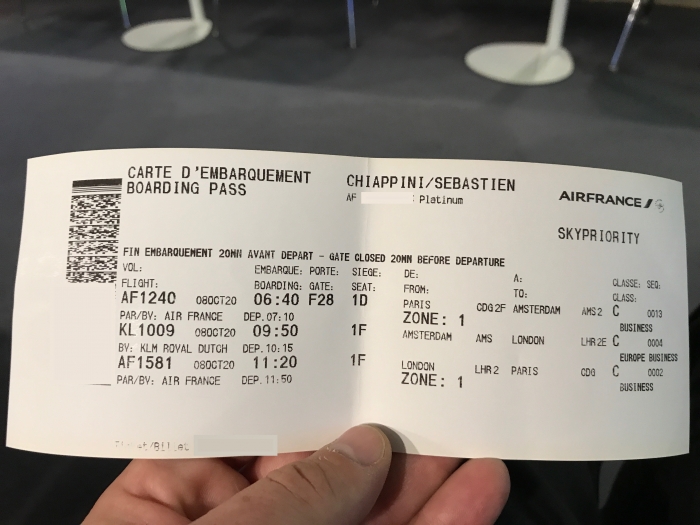 CARTE D'EMBARQUEMENT
BOARDING PASS
CHIAPPINI/SEBASTIEN
AF Platinum
AIRFRANCE
SKYPRIORITY
FIN EMBARQUEMENT 20MN AVANT DEPART - GATE CLOSED 20MN BEFORE DEPARTURE
VOL: EMBARQUE: PORTE: SIEGE: DE: A: CLASSE: SEQ:
FLIGHT: BOARDING: GATE: SEAT: FROM: TO: CLASS:
AF1240 08OCT20 06:40 F28 1D PARIS CDG2F AMSTERDAM AMS2 C 0013
PAR/BY: AIR FRANCE DEP.07:10 ZONE: 1 BUSINESS
KL1009 08OCT20 09:50 1F AMSTERDAM AMS LONDON LHR2E C 0004
BY: KLM ROYAL DUTCH DEP.10:15 EUROPE BUSINESS
AF1581 08OCT20 11:20 1F LONDON LHR2 PARIS CDG C 0002
PAR/BY: AIR FRANCE DEP.11:50 ZONE: 1 BUSINESS